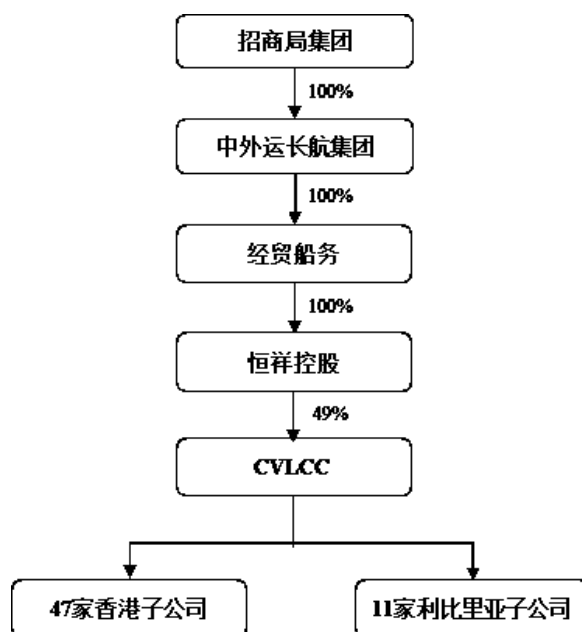 招商局集团
100%
中外运长航集团
100%
经贸船务
100%
恒祥控股
49%
CVLCC
47家香港子公司
11家利比里亚子公司